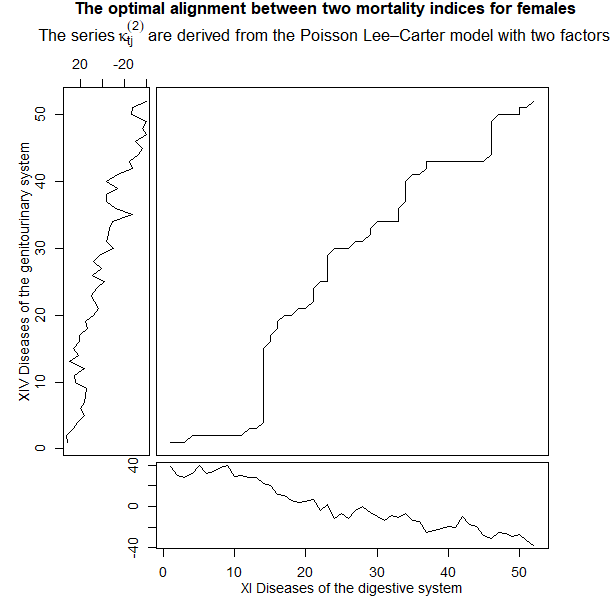 The optimal alignment between two mortality indices for females
The series κtj(2) are derived from the Poisson Lee–Carter model with two factors
20 -20
XIV Diseases of the genitourinary system
50
40
30
20
10
0
40
0
-40
0 10 20 30 40 50
XI Diseases of the digestive system